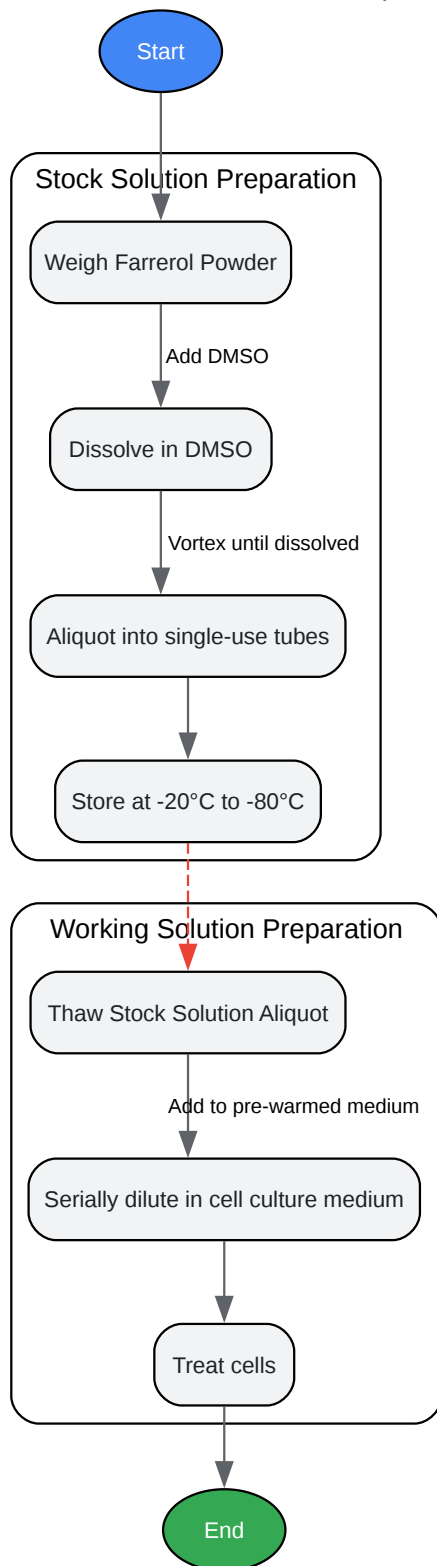 Start
Stock Solution Preparation
Weigh Farrerol Powder
Add DMSO
Dissolve in DMSO
Vortex until dissolved
Aliquot into single-use tubes
Store at -20°C to -80°C
Working Solution Preparation
Thaw Stock Solution Aliquot
Add to pre-warmed medium
Serially dilute in cell culture medium
Treat cells
End